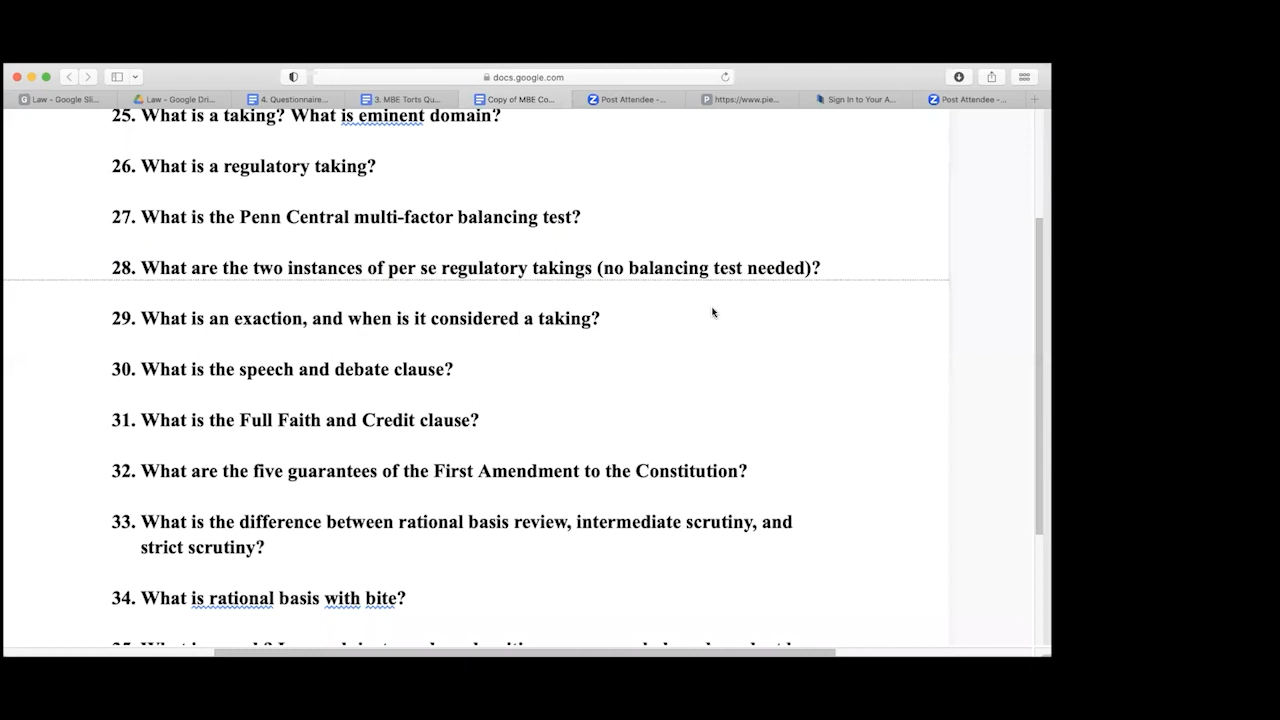 docs.google.com
Law - Google Sli...
Law - Google Dri...
4. Questionnaire...
3. MBE Torts Qu...
Copy of MBE Co...
Post Attendee -...
https://www.pie...
Sign In to Your A...
Post Attendee -...
25. What is a taking? What is eminent domain?
26. What is a regulatory taking?
27. What is the Penn Central multi-factor balancing test?
28. What are the two instances of per se regulatory takings (no balancing test needed)?
29. What is an exaction, and when is it considered a taking?
30. What is the speech and debate clause?
31. What is the Full Faith and Credit clause?
32. What are the five guarantees of the First Amendment to the Constitution?
33. What is the difference between rational basis review, intermediate scrutiny, and
strict scrutiny?
34. What is rational basis with bite?